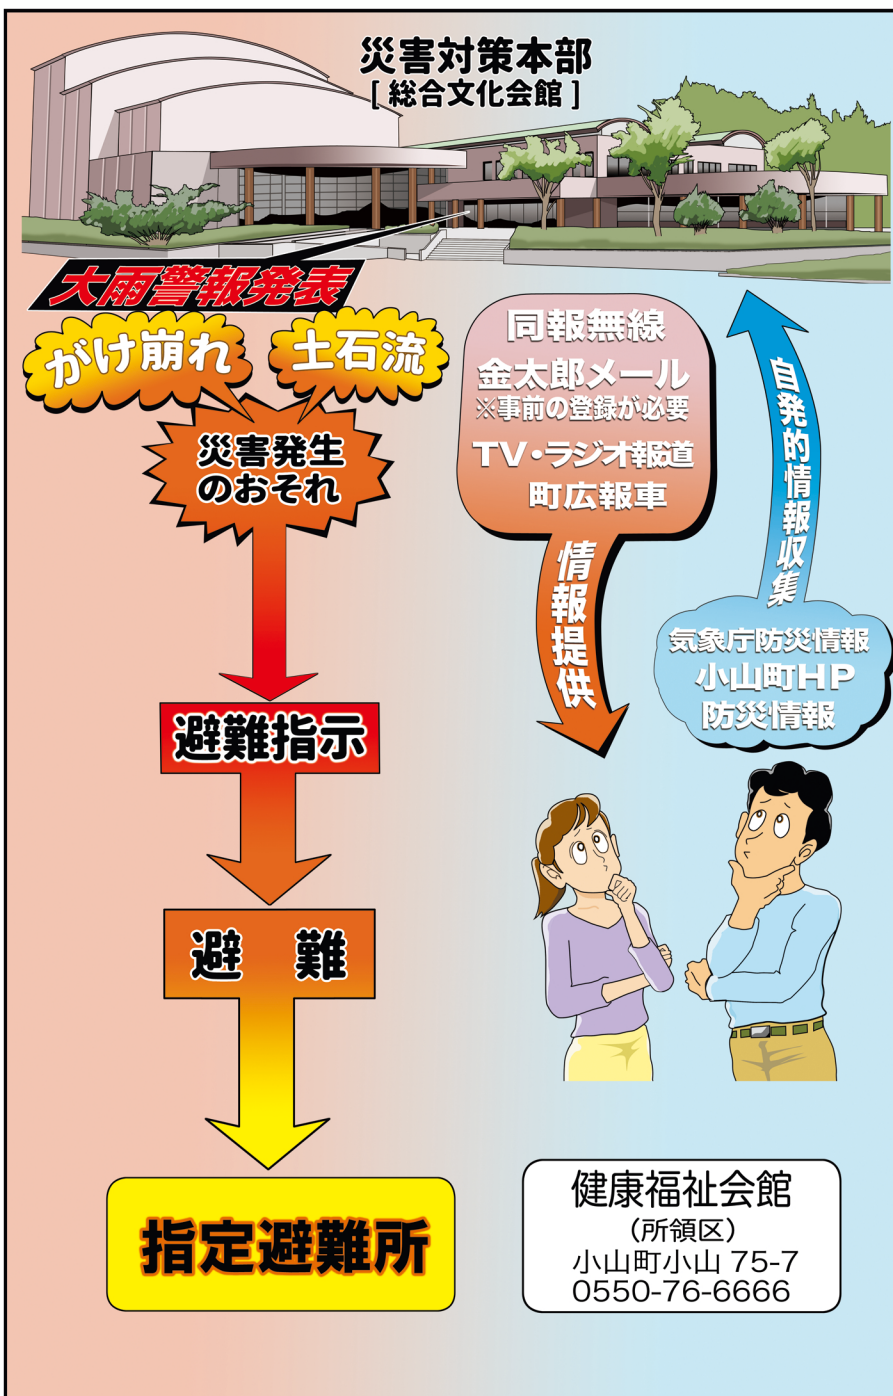 災害対策本部
[ 総合文化会館 ]
大雨警報発表
がけ崩れ
土石流
災害発生
のおそれ
避難指示
避　難
指定避難所
同報無線
金太郎メール
※事前の登録が必要
TV・ラジオ報道
町広報車
情報提供
自発的情報収集
気象庁防災情報
小山町HP
防災情報
健康福祉会館
（所領区）
小山町小山 75-7
0550-76-6666